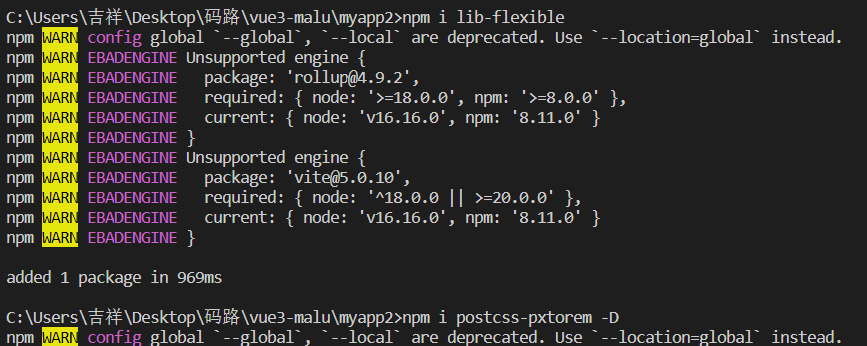 C:\Users\吉祥\Desktop\码路\vue3-malu\myapp2>npm i lib-flexible
npm WARN config global `--global`, `--local` are deprecated. Use `--location=global` instead.
npm WARN EBADENGINE Unsupported engine {
npm WARN EBADENGINE   package: 'rollup@4.9.2',
npm WARN EBADENGINE   required: { node: '>=18.0.0', npm: '>=8.0.0' },
npm WARN EBADENGINE   current: { node: 'v16.16.0', npm: '8.11.0' }
npm WARN EBADENGINE }
npm WARN EBADENGINE Unsupported engine {
npm WARN EBADENGINE   package: 'vite@5.0.10',
npm WARN EBADENGINE   required: { node: '^18.0.0 || >=20.0.0' },
npm WARN EBADENGINE   current: { node: 'v16.16.0', npm: '8.11.0' }
npm WARN EBADENGINE }
added 1 package in 969ms
C:\Users\吉祥\Desktop\码路\vue3-malu\myapp2>npm i postcss-pxtorem -D
npm WARN config global `--global`, `--local` are deprecated. Use `--location=global` instead.